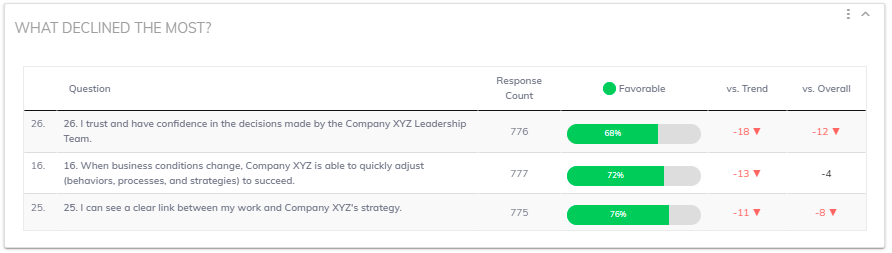 WHAT DECLINED THE MOST?
Question
Response
Count
Favorable
vs. Trend
vs. Overall
26.
26. I trust and have confidence in the decisions made by the Company XYZ Leadership
Team.
776
68%
-18 ▼
-12 ▼
16.
16. When business conditions change, Company XYZ is able to quickly adjust
(behaviors, processes, and strategies) to succeed.
777
72%
-13 ▼
-4
25.
25. I can see a clear link between my work and Company XYZ's strategy.
775
76%
-11 ▼
-8 ▼